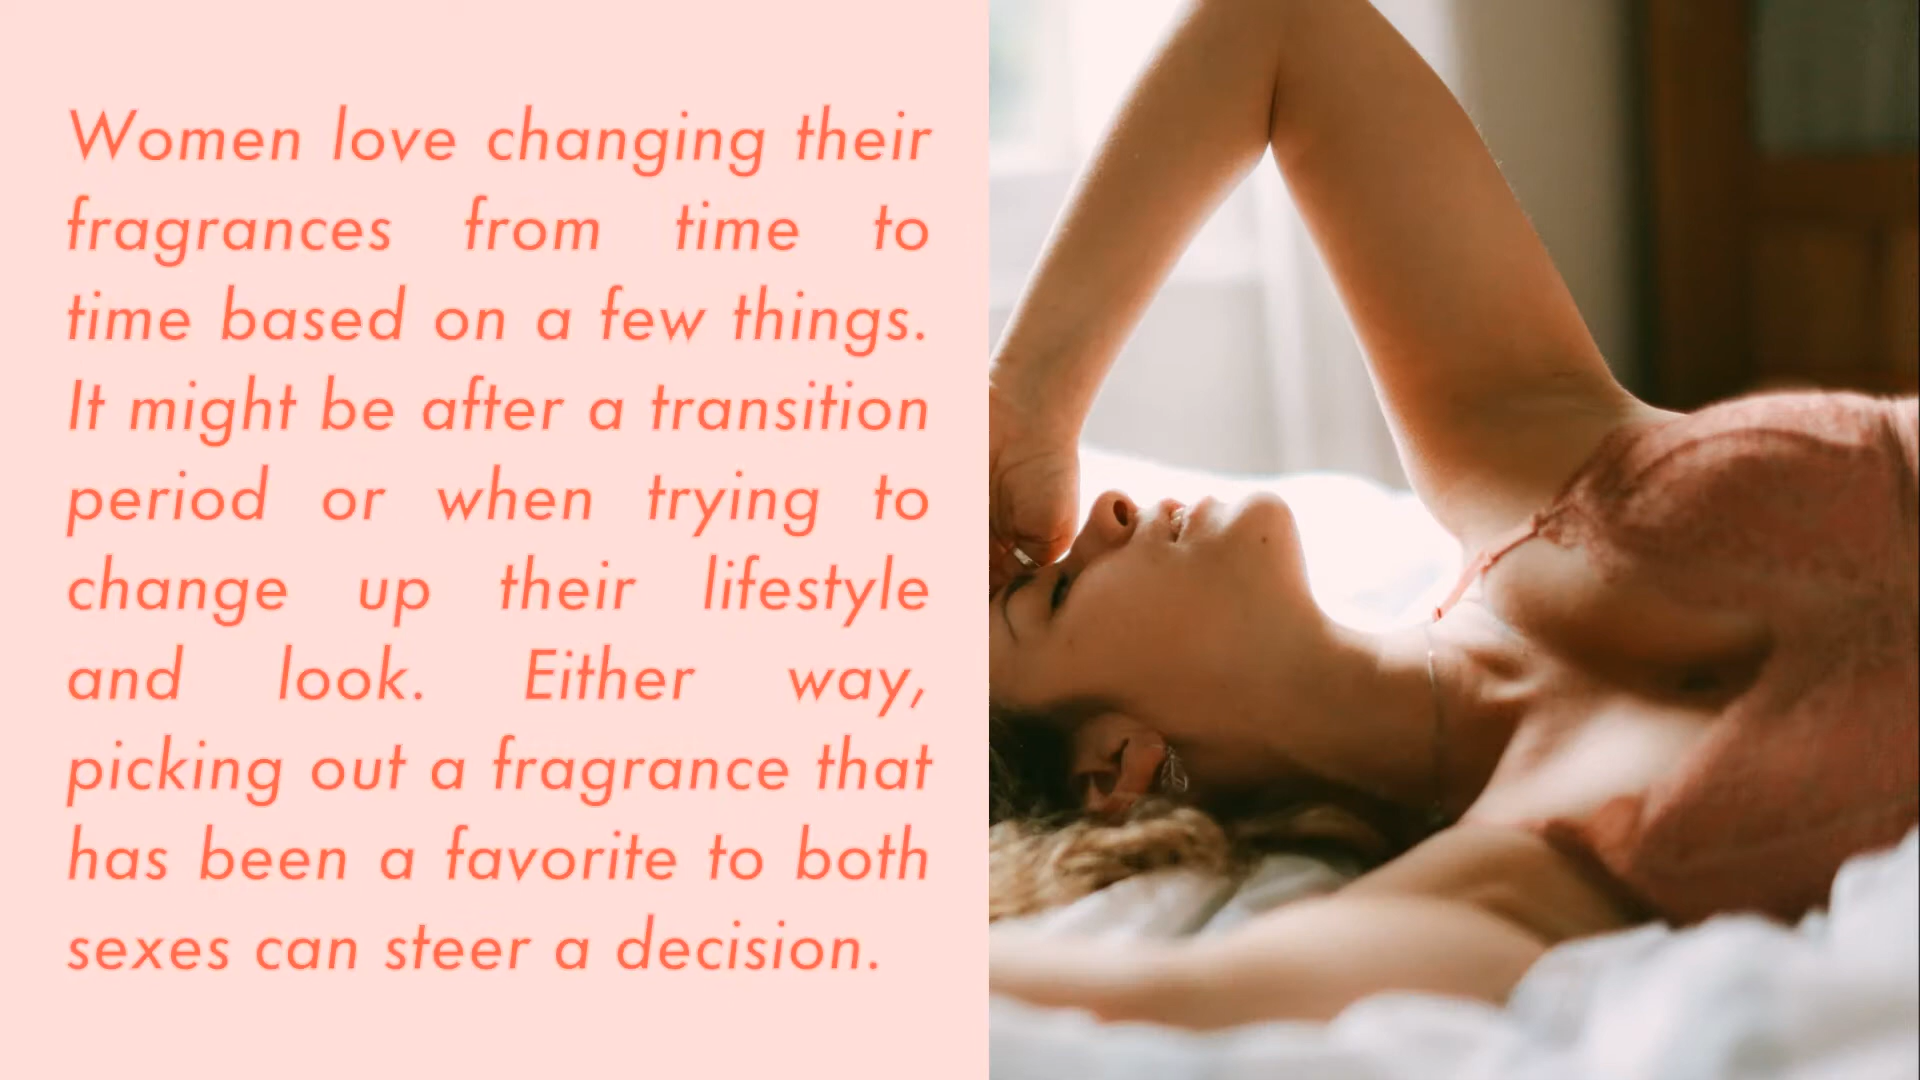 Women love changing their
fragrances from time to
time based on a few things.
It might be after a transition
period or when trying to
change up their lifestyle
and look. Either way,
picking out a fragrance that
has been a favorite to both
sexes can steer a decision.